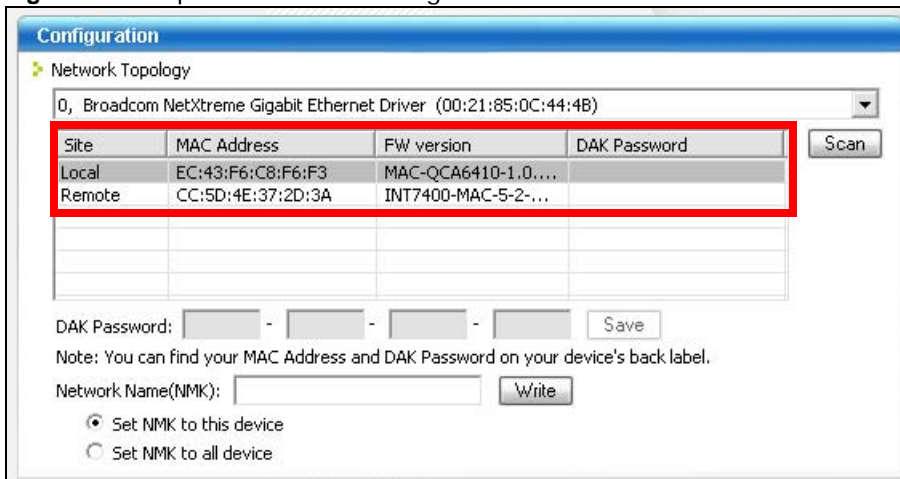 Configuration
Network Topology
0, Broadcom NetXtreme Gigabit Ethernet Driver (00:21:85:0C:44:4B)
Site MAC Address FW version DAK Password Scan
Local EC:43:F6:C8:F6:F3 MAC-QCA6410-1.0....
Remote CC:5D:4E:37:2D:3A INT7400-MAC-5-2-...
DAK Password: - - - Save
Note: You can find your MAC Address and DAK Password on your device's back label.
Network Name(NMK): Write
Set NMK to this device
Set NMK to all device